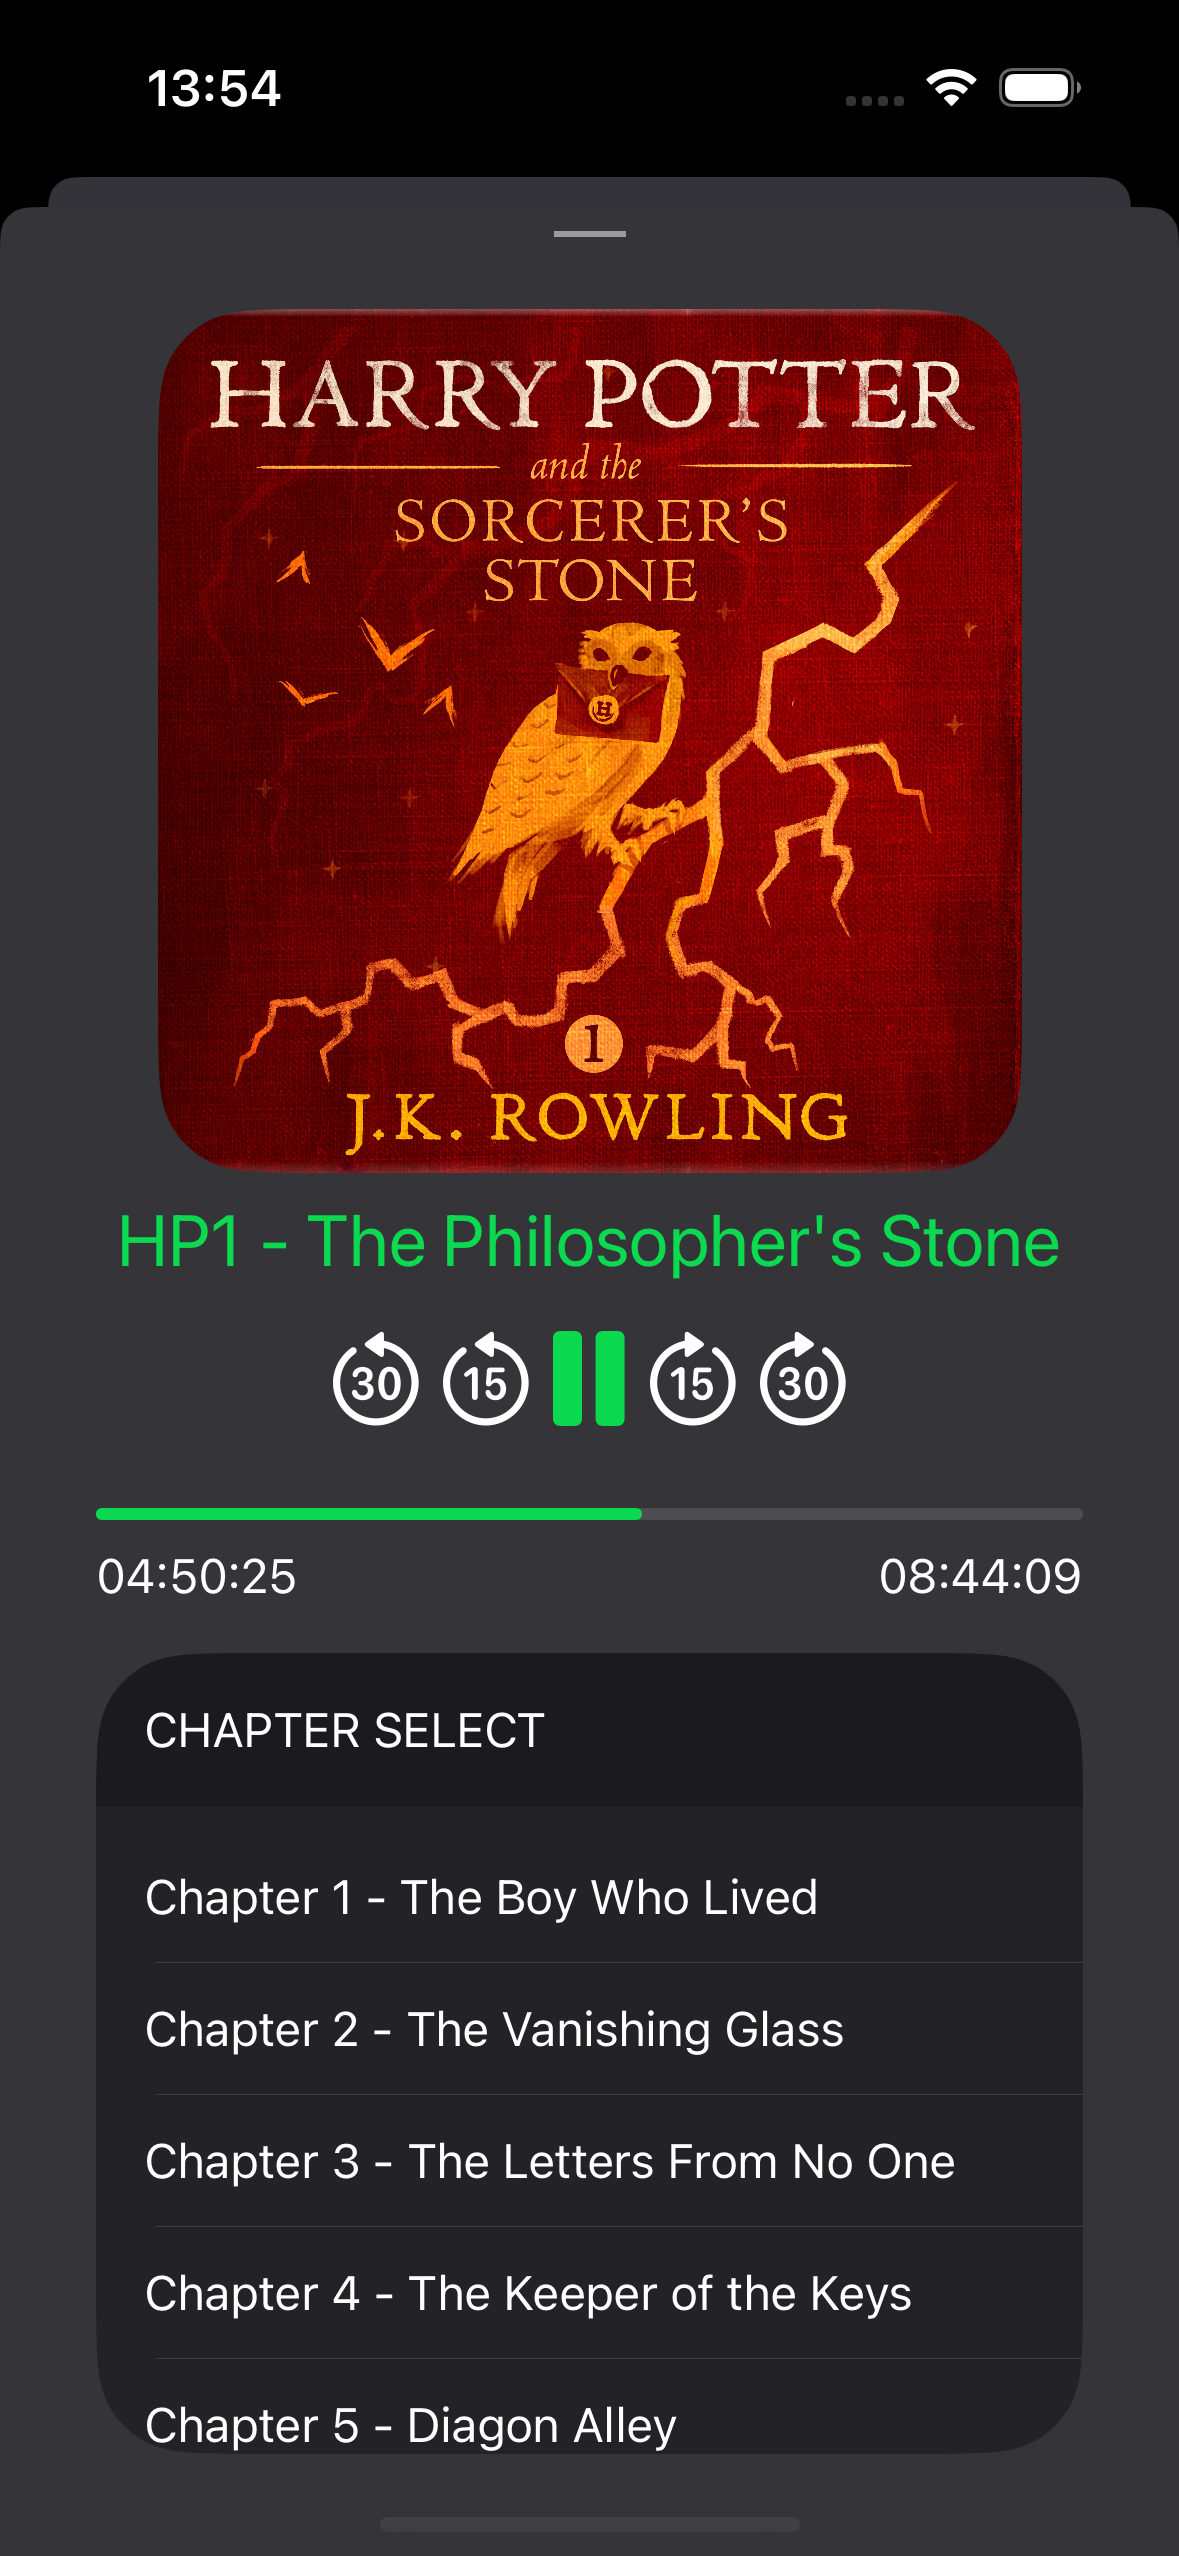 13:54
HARRY POTTER
and the
SORCERER'S
STONE
H
1
J.K. ROWLING
HP1 - The Philosopher's Stone
30 15 15 30
04:50:25 08:44:09
CHAPTER SELECT
Chapter 1 - The Boy Who Lived
Chapter 2 - The Vanishing Glass
Chapter 3 - The Letters From No One
Chapter 4 - The Keeper of the Keys
Chapter 5 - Diagon Alley